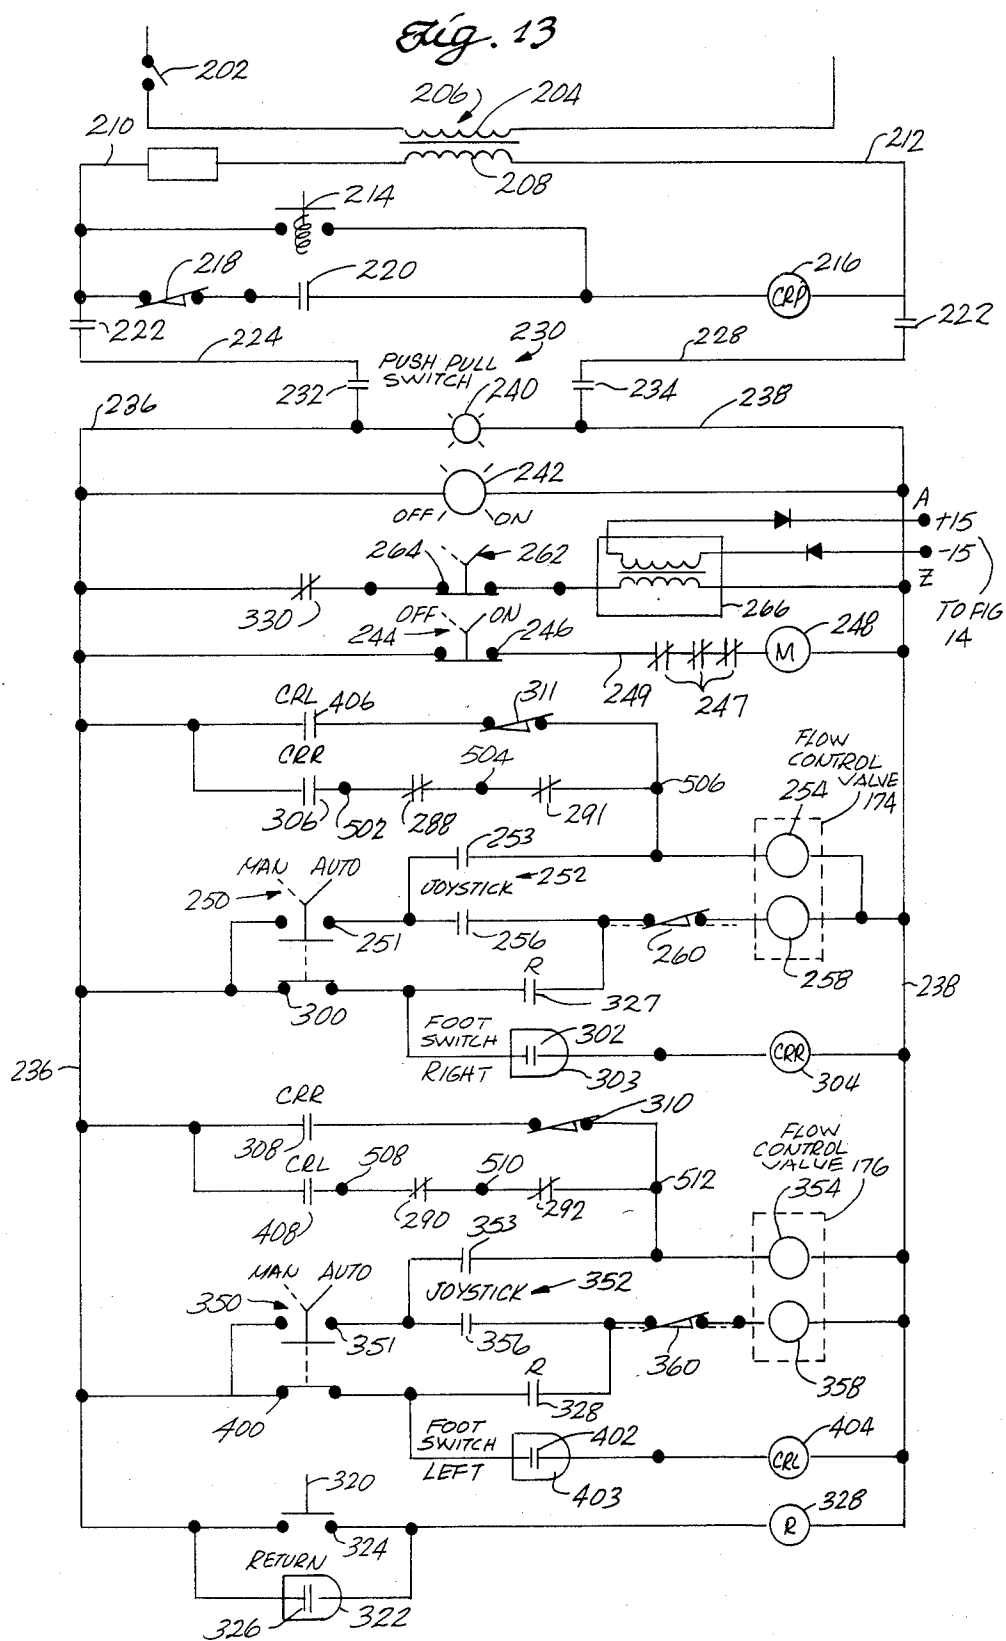 Fig. 13
202
206 204
210
212
208
214
218 220
216
CRP
222
222
224
230
228
PUSH PULL
SWITCH
232
234
240
236
238
242
A
OFF ON
+15
264 262
-15
Z
330
266
TO FIG
14
OFF ON
244 246
248
M
249
247
CRL
406
311
CRR
504
306
502
288
291
506
FLOW
CONTROL
VALVE
254
174
253
MAN AUTO
JOYSTICK 252
250
251
256
260
258
R
300
327
238
FOOT
SWITCH
RIGHT
302
303
CRR
304
236
CRR
308
310
CRL
508
510
512
408
290
292
FLOW
CONTROL
VALVE 176
354
353
MAN AUTO
JOYSTICK 352
350
351
356
360
358
R
400
328
FOOT
SWITCH
LEFT
402
403
404
CRL
320
324
328
R
RETURN
326
322